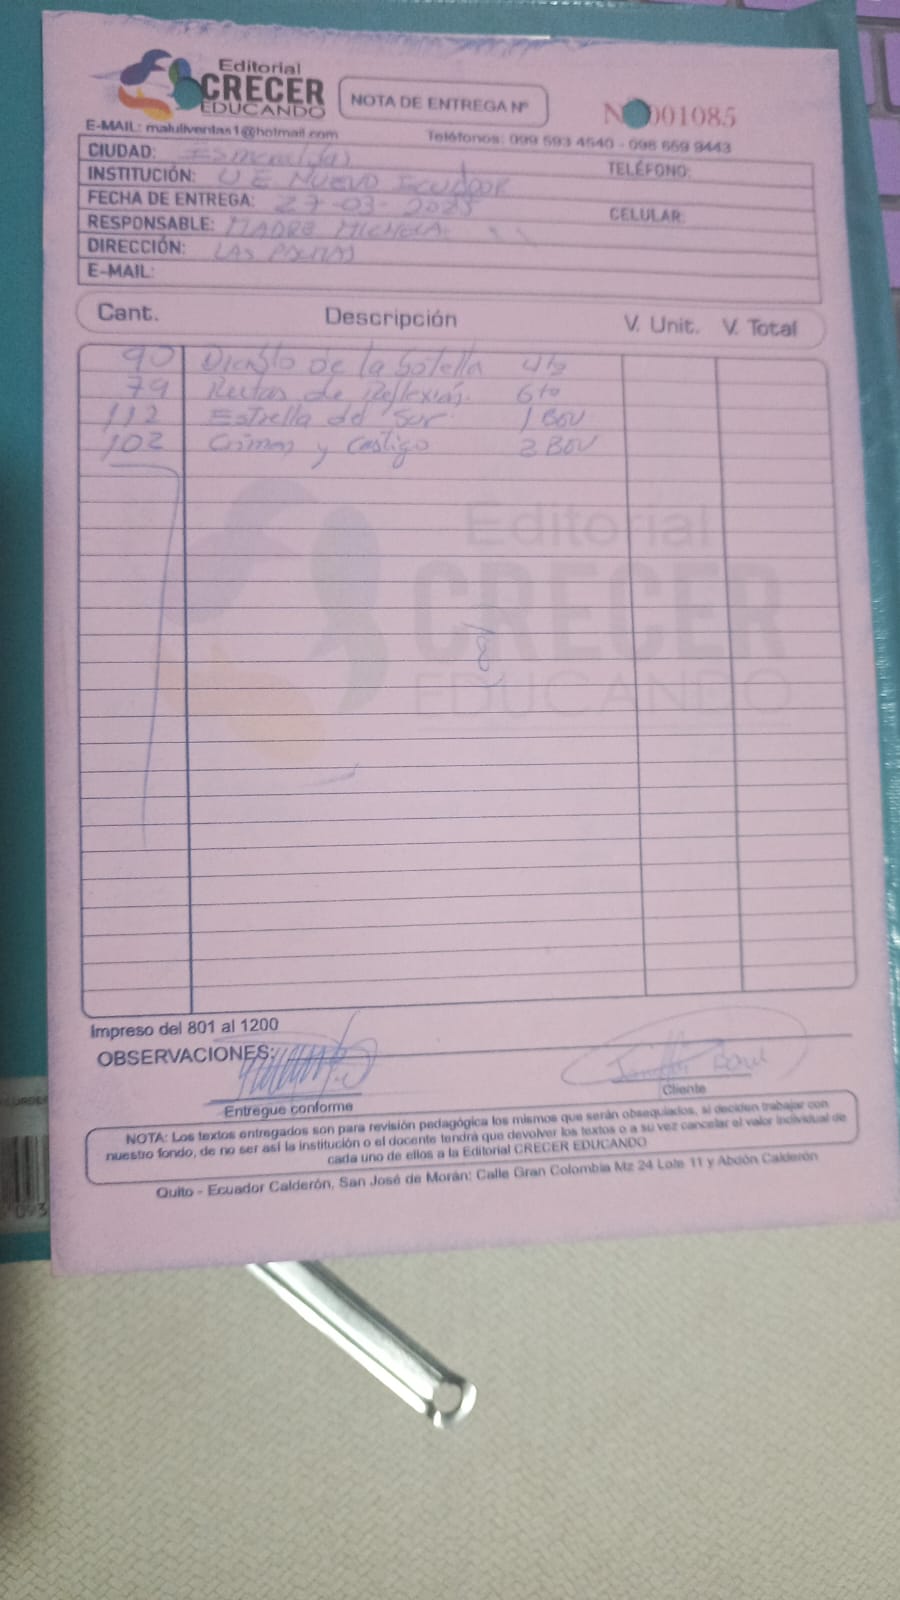 Editorial
CRECER
EDUCANDO
NOTA DE ENTREGA Nº
001085
E-MAIL: maluliventas1@hotmail.com
Teléfonos: 099 593 4540 - 098 659 9443
CIUDAD: Esmeraldas
TELÉFONO:
INSTITUCIÓN: U E NUEVO ECUADOR
FECHA DE ENTREGA: 27-03-2025
CELULAR:
RESPONSABLE: MADRE MICHELA
DIRECCIÓN: LAS PALMAS
E-MAIL:
Cant. Descripción V. Unit. V. Total
90 Diablo de la botella 4to
79 de Reflexión 6to
112 Estrella del Sur 1 BGU
102 Crimen y Castigo 3 BGU
Editorial
CRECER
EDUCANDO
Impreso del 801 al 1200
OBSERVACIONES:
Entregue conforme
Cliente
NOTA: Los textos entregados son para revisión pedagógica los mismos que serán obsequiados, si deciden trabajar con
nuestro fondo, de no ser así la institución o el docente tendrá que devolver los textos o a su vez cancelar el valor individual de
cada uno de ellos a la Editorial CRECER EDUCANDO
Quito - Ecuador Calderón, San José de Morán: Calle Gran Colombia Mz 24 Lote 11 y Abdón Calderón